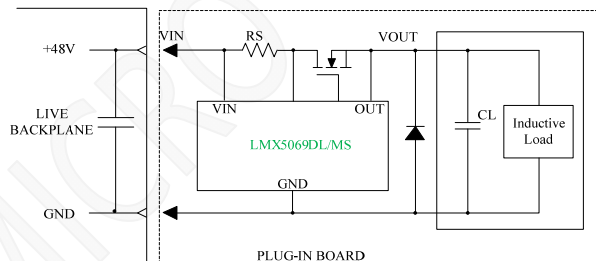 VIN
RS
VOUT
+48V
VIN
OUT
LIVE
BACKPLANE
LMX5069DL/MS
CL
Inductive
Load
GND
GND
PLUG-IN BOARD